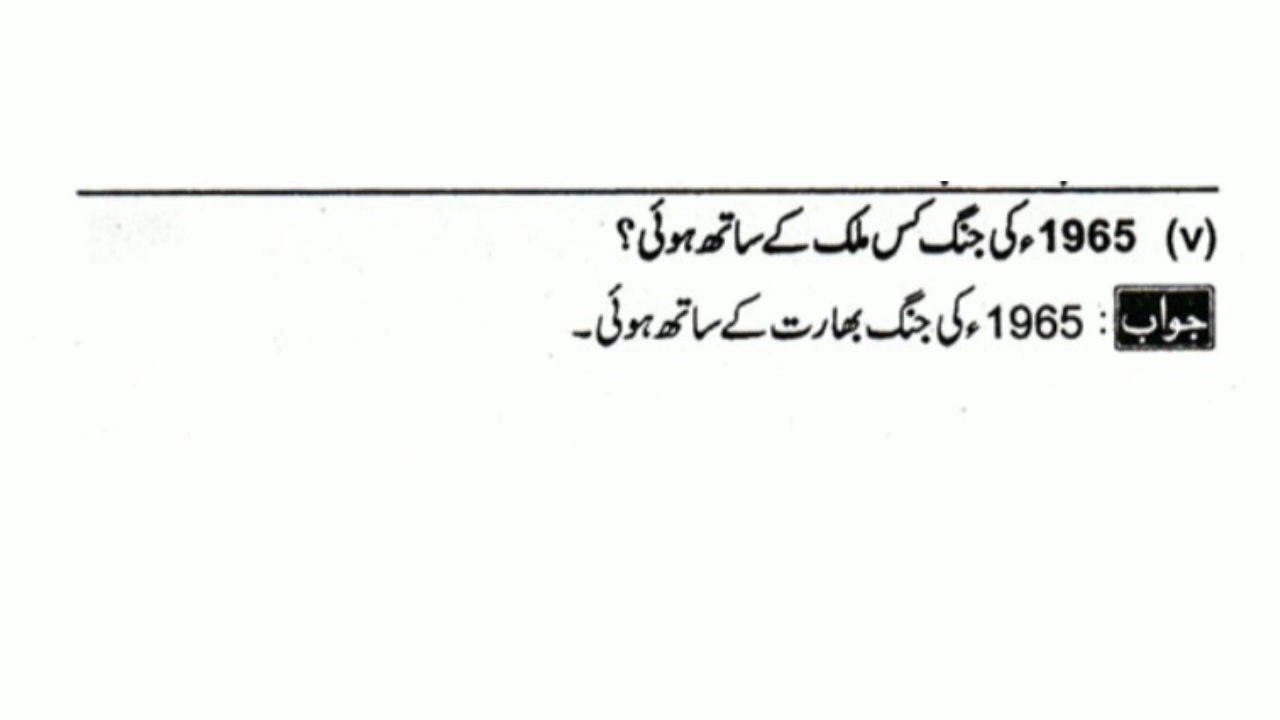 (v) 1965ء کی جنگ کس ملک کے ساتھ ہوئی؟
جواب : 1965ء کی جنگ بھارت کے ساتھ ہوئی۔